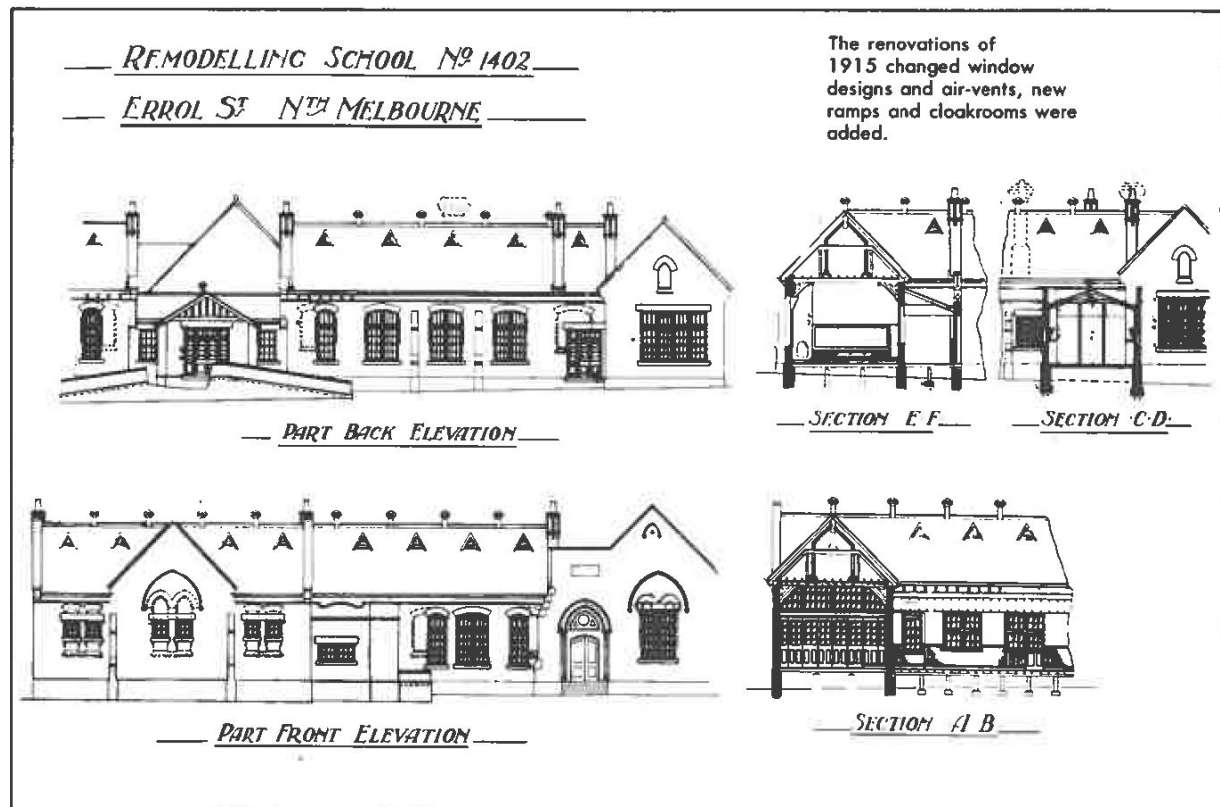 REMODELLING SCHOOL Nº 1402
ERROL ST NTH MELBOURNE
The renovations of
1915 changed window
designs and air-vents, new
ramps and cloakrooms were
added.
PART BACK ELEVATION
SECTION E F
SECTION C·D·
PART FRONT ELEVATION
SECTION A B